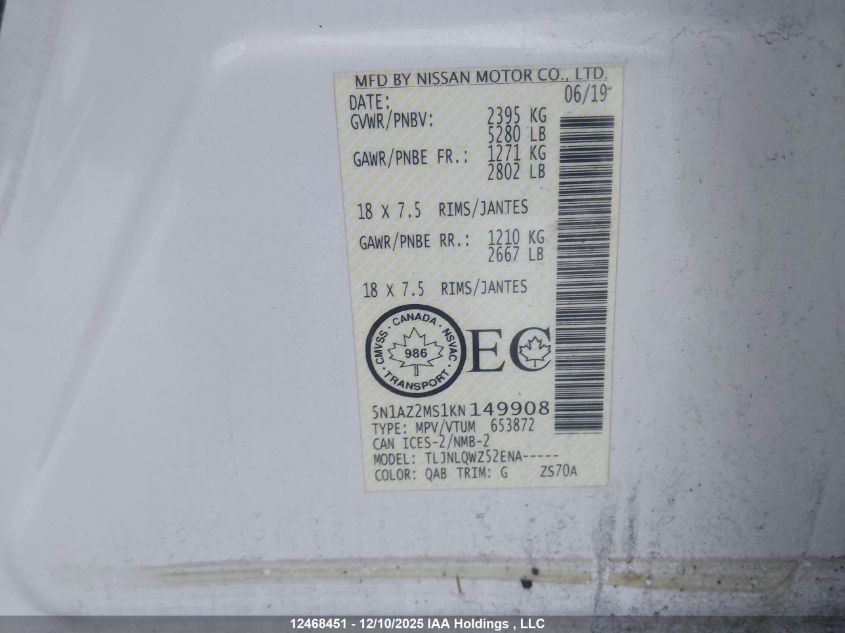 MFD BY NISSAN MOTOR CO., LTD.
DATE: 06/19
GVWR/PNBV: 2395 KG
5280 LB
GAWR/PNBE FR.: 1271 KG
2802 LB
18 X 7.5 RIMS/JANTES
GAWR/PNBE RR.: 1210 KG
2667 LB
18 X 7.5 RIMS/JANTES
CMVSS · CANADA · NSVAC
986
· TRANSPORT ·
EC
5N1AZ2MS1KN149908
TYPE: MPV/VTUM 653872
CAN ICES-2/NMB-2
MODEL: TLJNLQWZ52ENA-----
COLOR: QAB TRIM: G ZS70A
12468451 - 12/10/2025 IAA Holdings , LLC